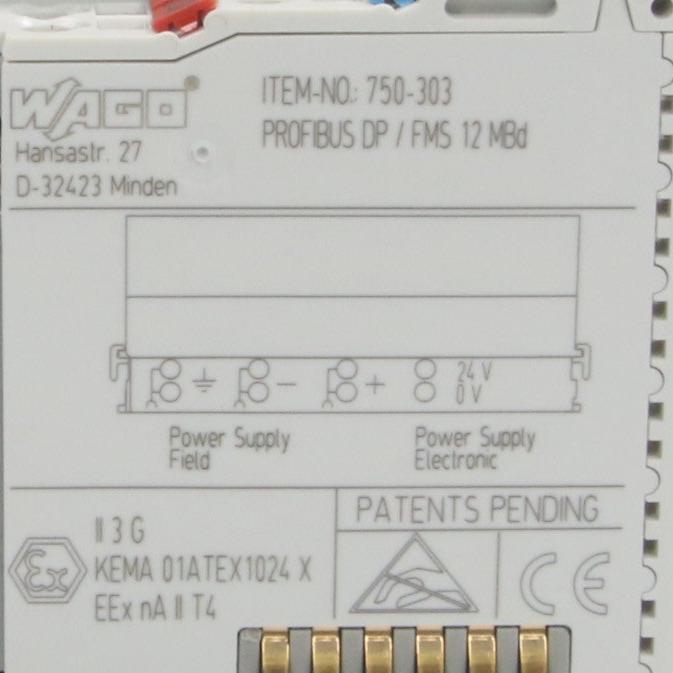 WAGO®
ITEM-NO.: 750-303
PROFIBUS DP / FMS 12 MBd
Hansastr. 27
D-32423 Minden
24 V
0 V
Power Supply
Field
Power Supply
Electronic
II 3 G
KEMA 01ATEX1024 X
EEx nA II T4
PATENTS PENDING
Ex
CE